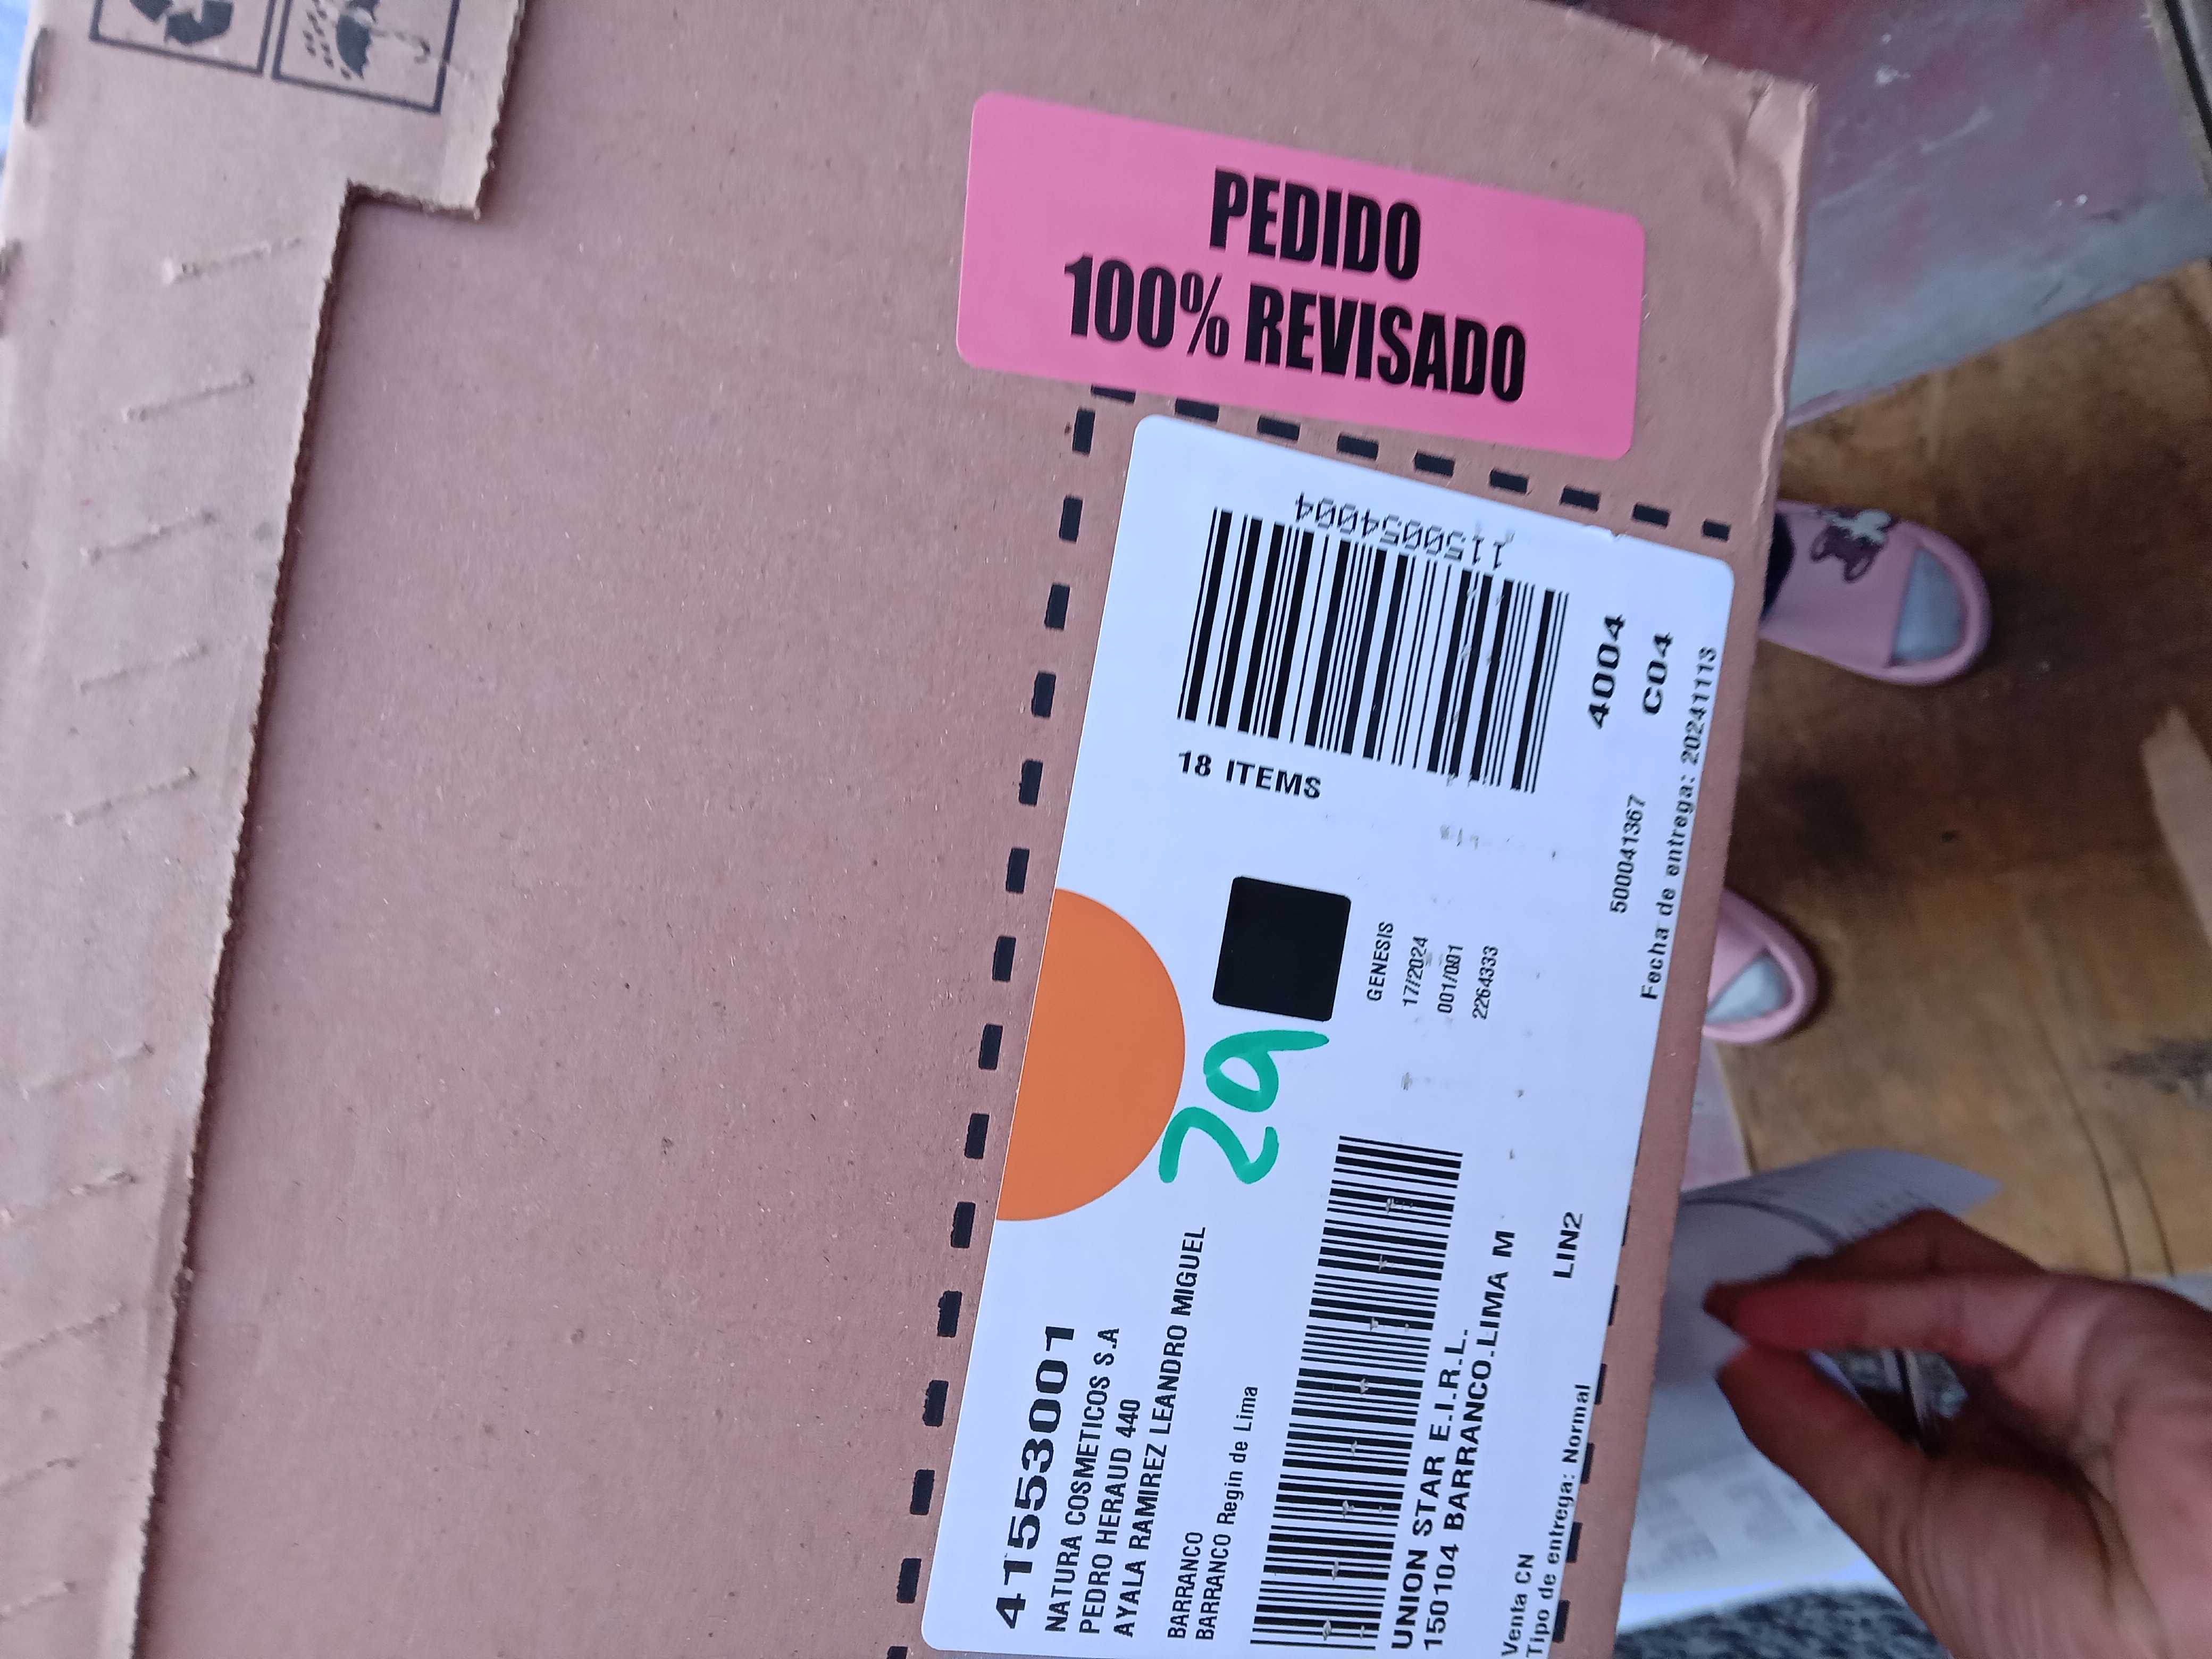 PEDIDO
100% REVISADO
41553001
NATURA COSMETICOS S.A
PEDRO HERAUD 440
AYALA RAMIREZ LEANDRO MIGUEL
BARRANCO
BARRANCO Regin de Lima
UNION STAR E.I.R.L.
150104 BARRANCO.LIMA M
Venta CN
LIN2
Tipo de entrega: Normal
29
GENESIS
17/2024
001/001
2264333
18 ITEMS
1150054004
4004
500041367
C04
Fecha de entrega: 20241113